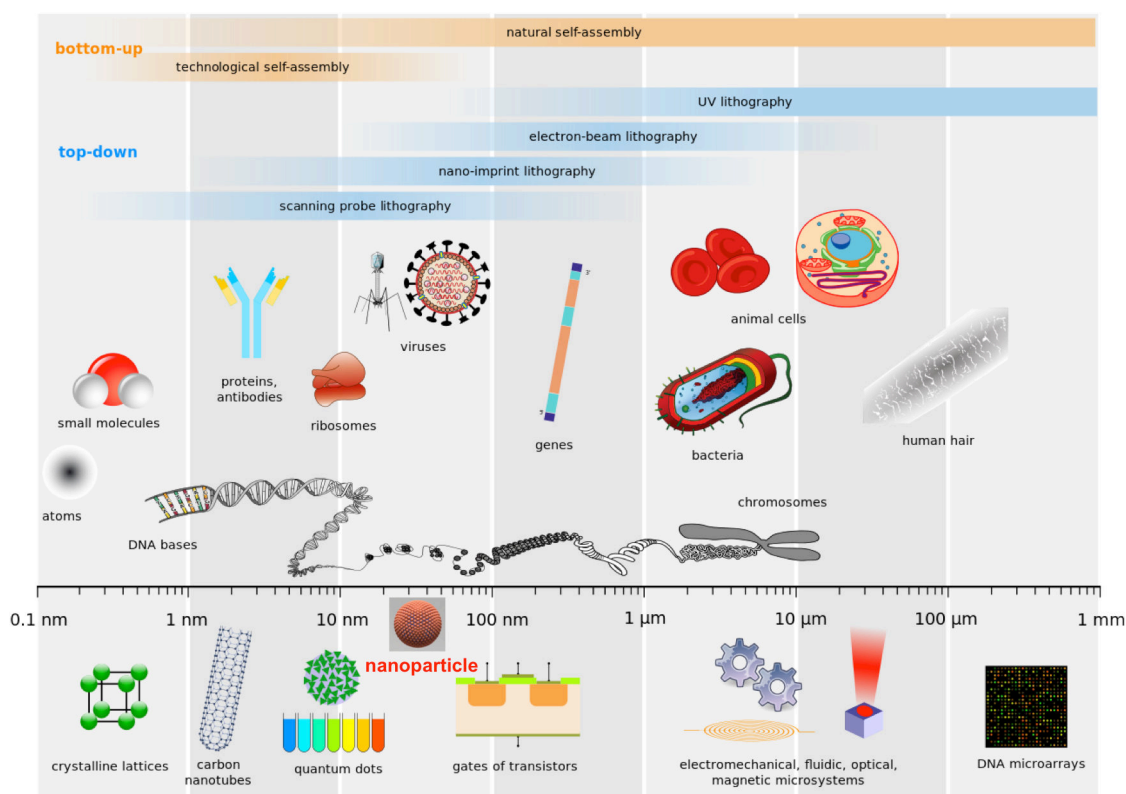 natural self-assembly
bottom-up
technological self-assembly
UV lithography
electron-beam lithography
top-down
nano-imprint lithography
scanning probe lithography
3'
animal cells
viruses
proteins,
antibodies
small molecules
ribosomes
5'
genes
human hair
bacteria
chromosomes
atoms
DNA bases
0.1 nm
1 nm
10 nm
100 nm
1 µm
10 µm
100 µm
1 mm
nanoparticle
crystalline lattices
carbon
nanotubes
quantum dots
gates of transistors
electromechanical, fluidic, optical,
magnetic microsystems
DNA microarrays